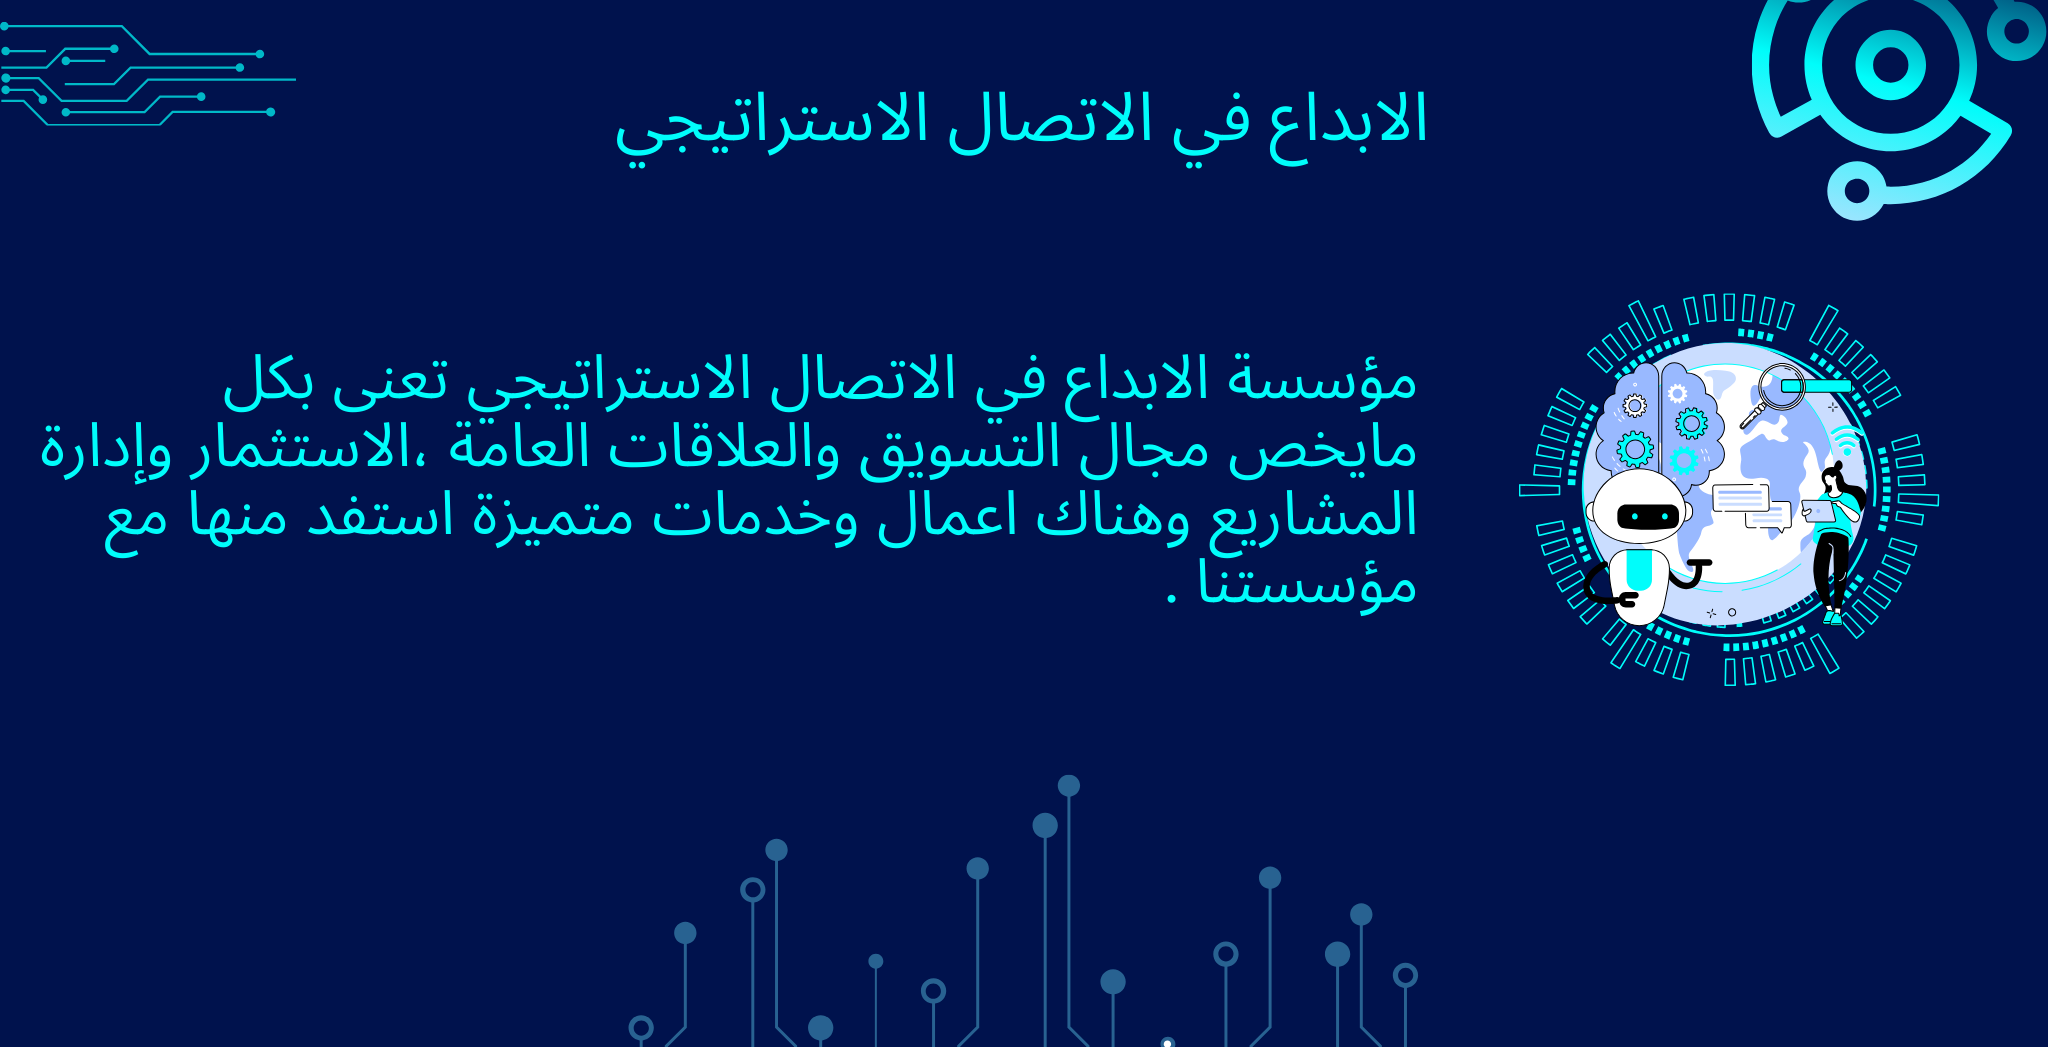 الابداع في الاتصال الاستراتيجي
مؤسسة الابداع في الاتصال الاستراتيجي تعنى بكل
مايخص مجال التسويق والعلاقات العامة ،الاستثمار وإدارة
المشاريع وهناك اعمال وخدمات متميزة استفد منها مع
مؤسستنا .